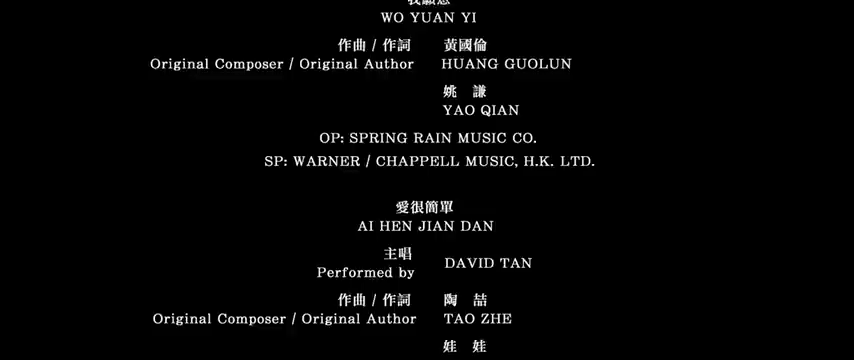 我願意
WO YUAN YI
作曲 / 作詞 黃國倫
Original Composer / Original Author HUANG GUOLUN
姚 謙
YAO QIAN
OP: SPRING RAIN MUSIC CO.
SP: WARNER / CHAPPELL MUSIC, H.K. LTD.
愛很簡單
AI HEN JIAN DAN
主唱
Performed by DAVID TAN
作曲 / 作詞 陶 喆
Original Composer / Original Author TAO ZHE
娃 娃